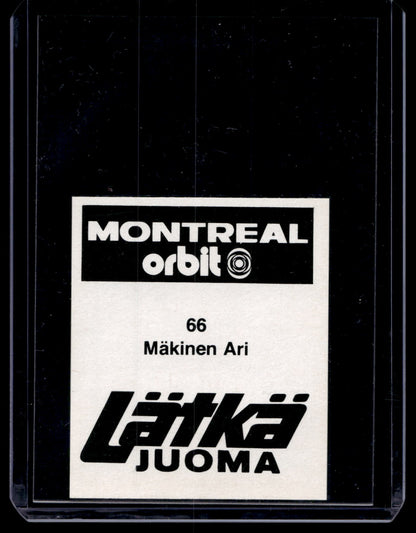 MONTREAL
orbit
66
Mäkinen Ari
Lätkä
JUOMA